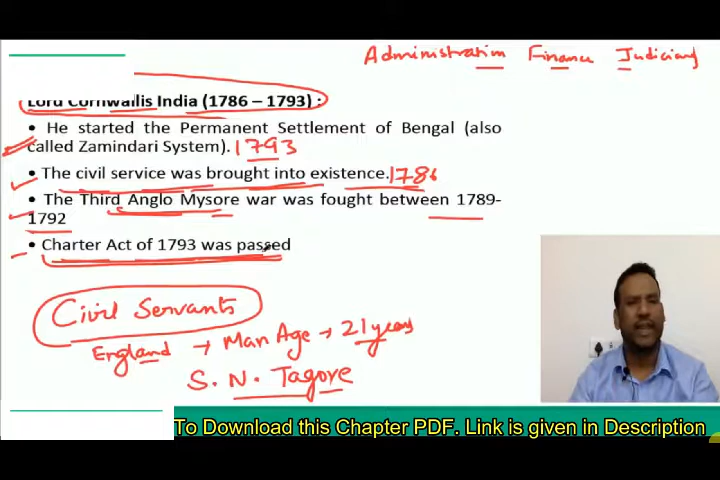 Administration Finance Judiciary
Lord Cornwallis India (1786 – 1793) :
• He started the Permanent Settlement of Bengal (also
called Zamindari System). 1793
• The civil service was brought into existence. 1786
• The Third Anglo Mysore war was fought between 1789-
1792
• Charter Act of 1793 was passed
Civil Servants
England → Man Age → 21 years
S. N. Tagore
To Download this Chapter PDF. Link is given in Description